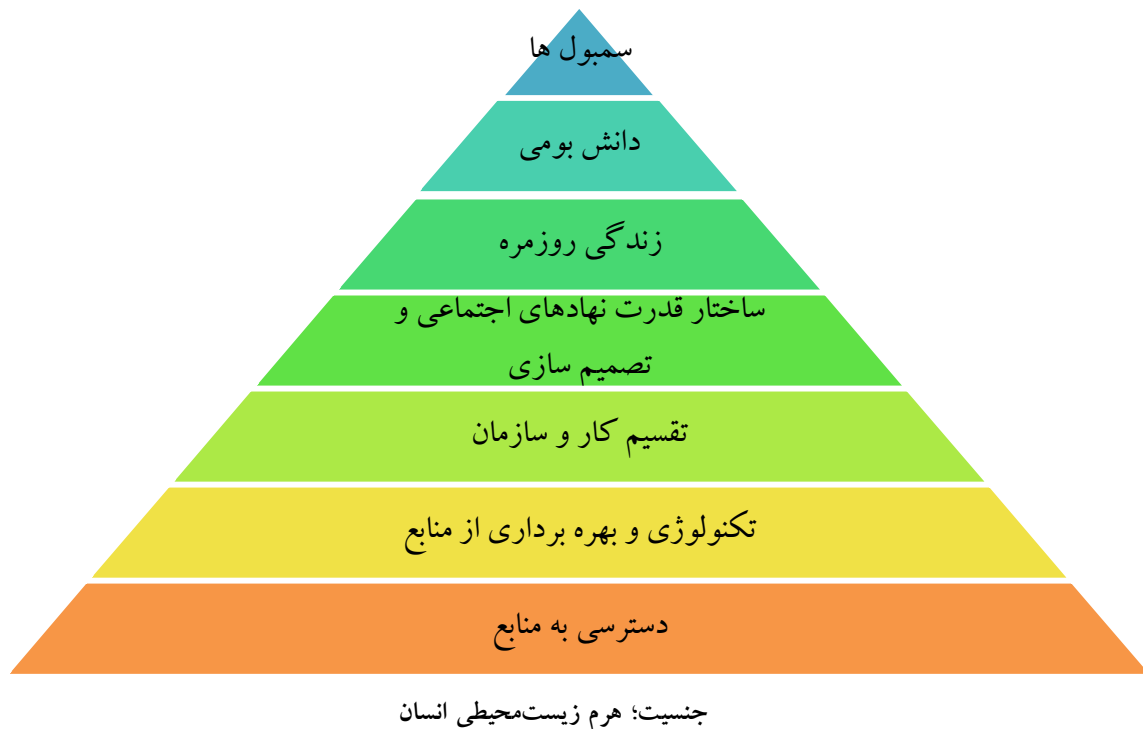 سمبول ها
دانش بومی
زندگی روزمره
ساختار قدرت نهادهای اجتماعی و
تصمیم سازی
تقسیم کار و سازمان
تکنولوژی و بهره برداری از منابع
دسترسی به منابع
جنسیت؛ هرم زیست‌محیطی انسان